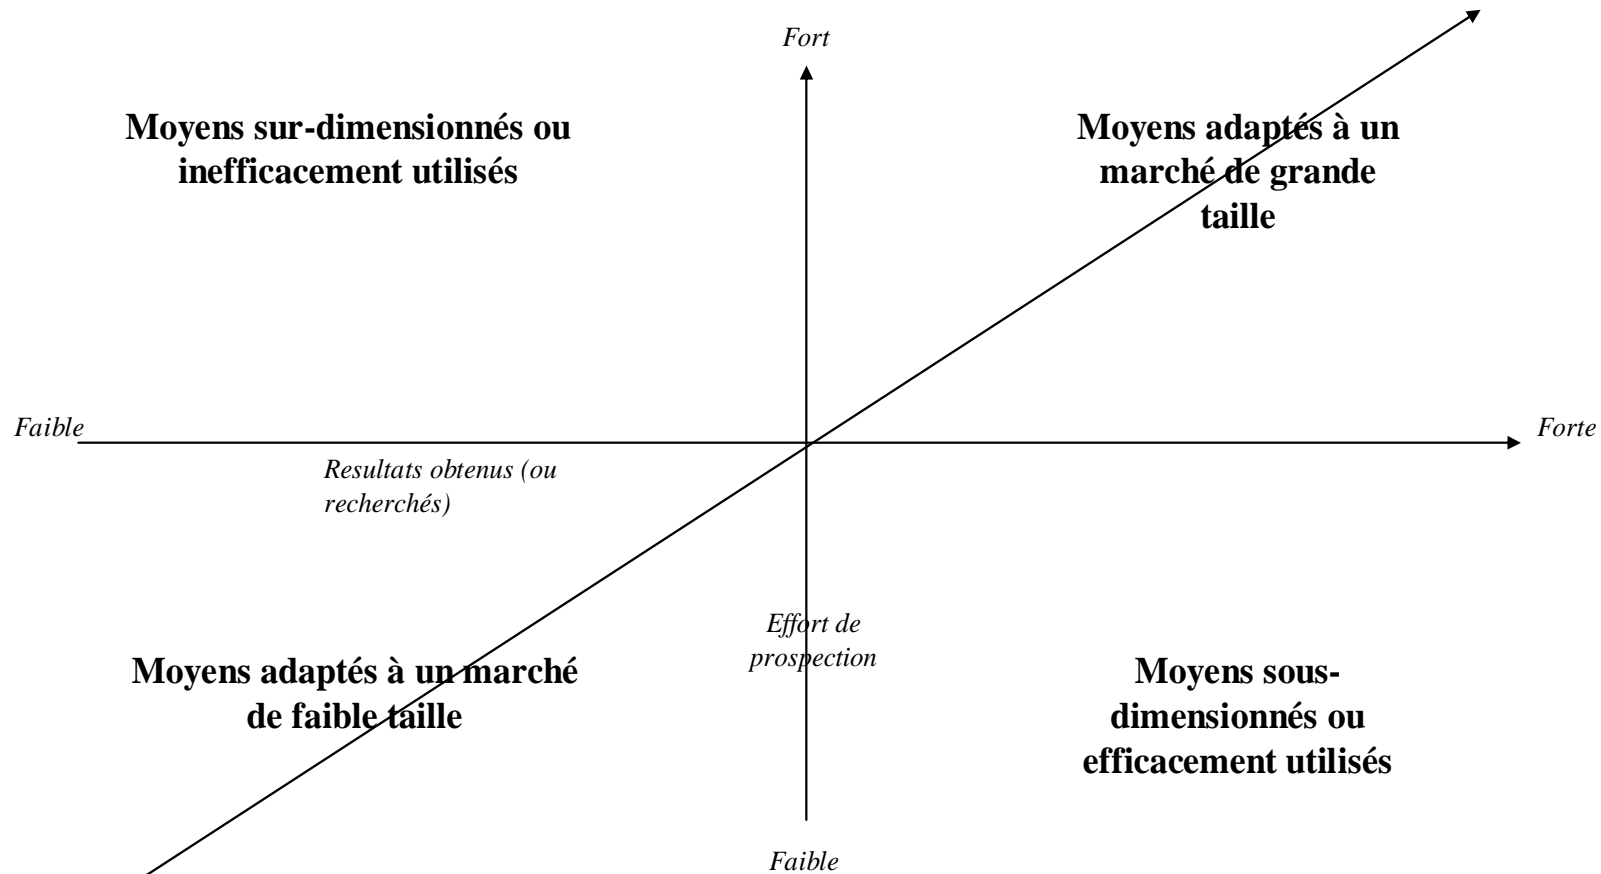 Fort
Moyens sur-dimensionnés ou
inefficacement utilisés
Moyens adaptés à un
marché de grande
taille
Faible
Forte
Resultats obtenus (ou
recherchés)
Effort de
prospection
Moyens adaptés à un marché
de faible taille
Moyens sous-
dimensionnés ou
efficacement utilisés
Faible